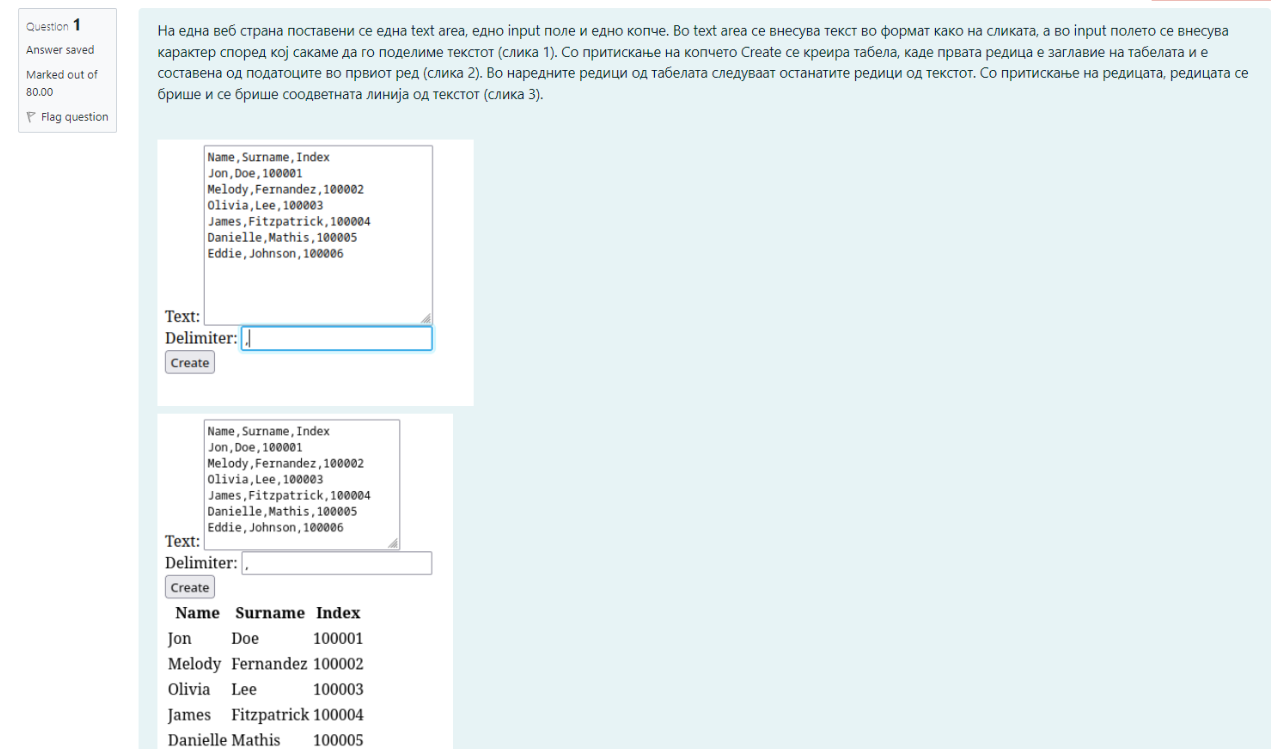 Question 1
Answer saved
Marked out of
80.00
Flag question
На една веб страна поставени се една text area, едно input поле и едно копче. Во text area се внесува текст во формат како на сликата, а во input полето се внесува
карактер според кој сакаме да го поделиме текстот (слика 1). Со притискање на копчето Create се креира табела, каде првата редица е заглавие на табелата и е
составена од податоците во првиот ред (слика 2). Во наредните редици од табелата следуваат останатите редици од текстот. Со притискање на редицата, редицата се
брише и се брише соодветната линија од текстот (слика 3).
Name,Surname,Index
Jon,Doe,100001
Melody,Fernandez,100002
Olivia,Lee,100003
James,Fitzpatrick,100004
Danielle,Mathis,100005
Eddie,Johnson,100006
Text:
Delimiter: ,
Create
Name,Surname,Index
Jon,Doe,100001
Melody,Fernandez,100002
Olivia,Lee,100003
James,Fitzpatrick,100004
Danielle,Mathis,100005
Eddie,Johnson,100006
Text:
Delimiter: ,
Create
Name Surname Index
Jon Doe 100001
Melody Fernandez 100002
Olivia Lee 100003
James Fitzpatrick 100004
Danielle Mathis 100005